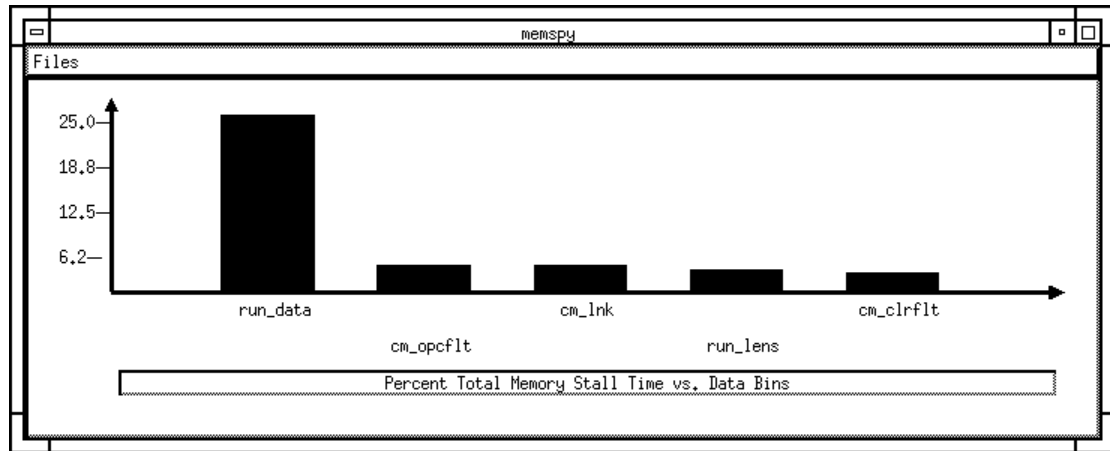 memspy
Files
25.0
18.8
12.5
6.2
run_data cm_lnk cm_clrflt
cm_opcflt run_lens
Percent Total Memory Stall Time vs. Data Bins